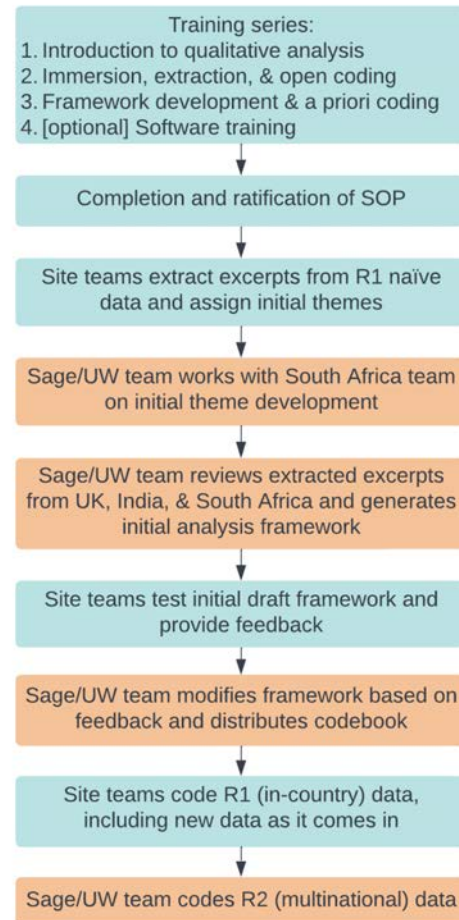 Training series:
1. Introduction to qualitative analysis
2. Immersion, extraction, & open coding
3. Framework development & a priori coding
4. [optional] Software training
Completion and ratification of SOP
Site teams extract excerpts from R1 naïve
data and assign initial themes
Sage/UW team works with South Africa team
on initial theme development
Sage/UW team reviews extracted excerpts
from UK, India, & South Africa and generates
initial analysis framework
Site teams test initial draft framework and
provide feedback
Sage/UW team modifies framework based on
feedback and distributes codebook
Site teams code R1 (in-country) data,
including new data as it comes in
Sage/UW team codes R2 (multinational) data